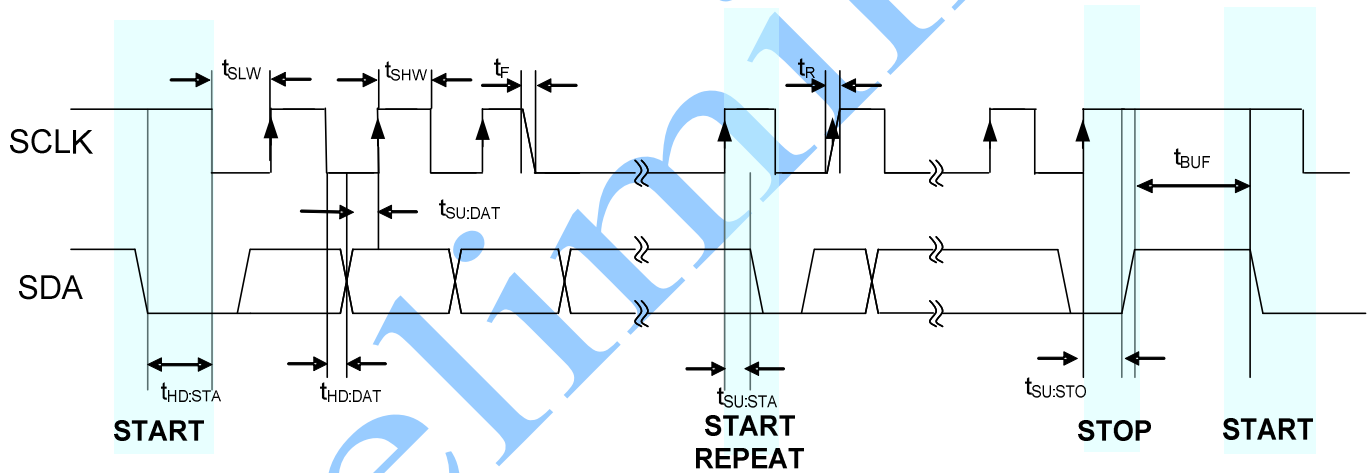 tSLW
tSHW
tF
tR
SCLK
tBUF
tSU:DAT
SDA
tHD:STA
tHD:DAT
tSU:STA
tSU:STO
START
START
REPEAT
STOP
START
elimi